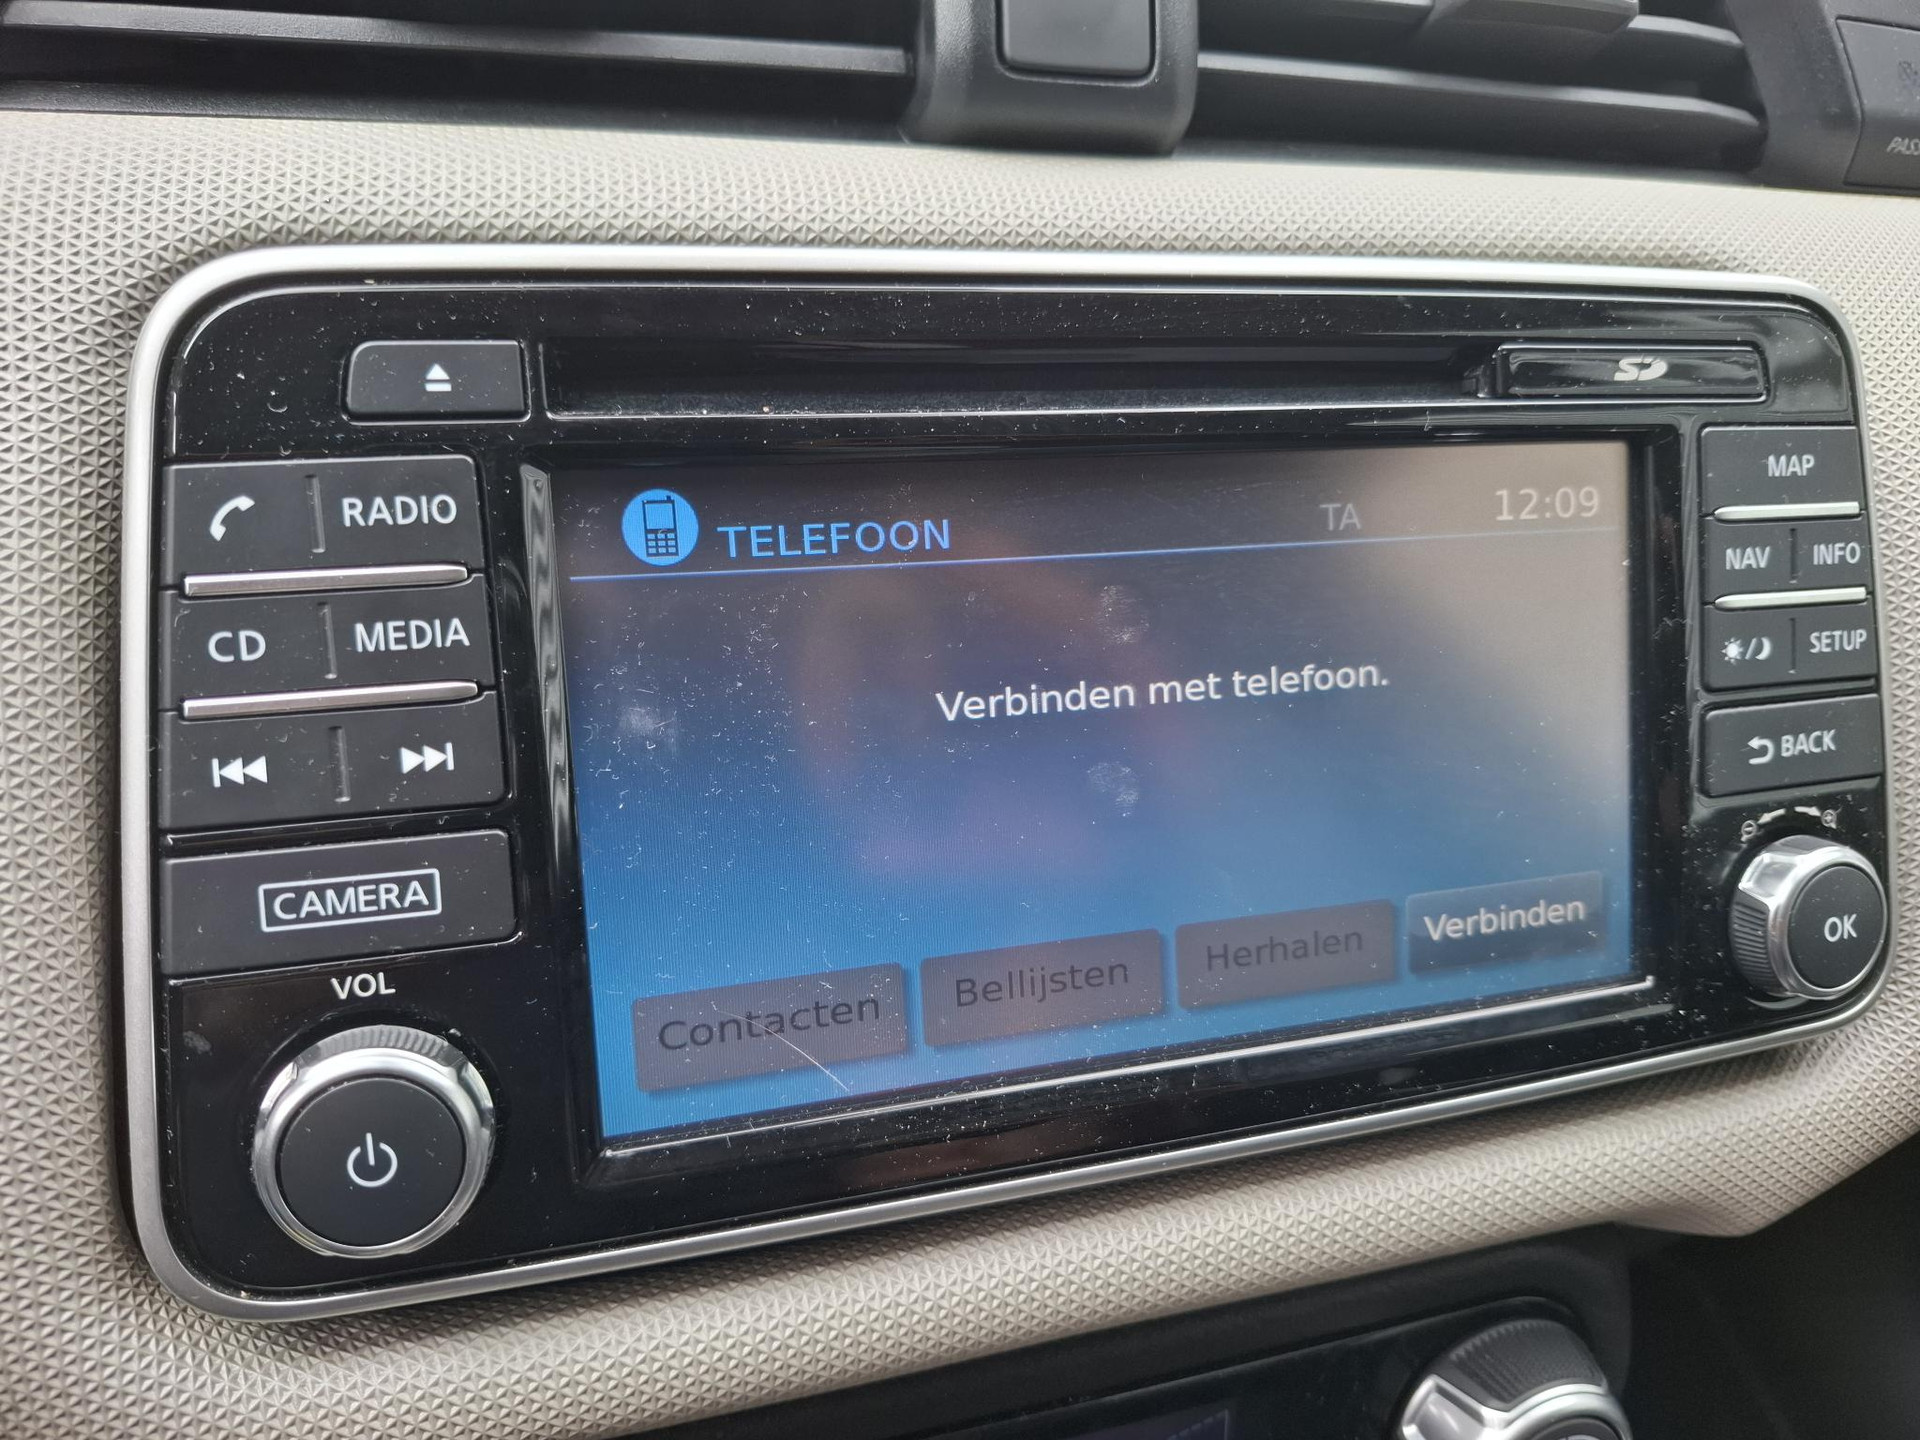 PASS
SD
RADIO
CD
MEDIA
CAMERA
VOL
TELEFOON
TA
12:09
Verbinden met telefoon.
Contacten
Bellijsten
Herhalen
Verbinden
MAP
NAV
INFO
SETUP
BACK
OK